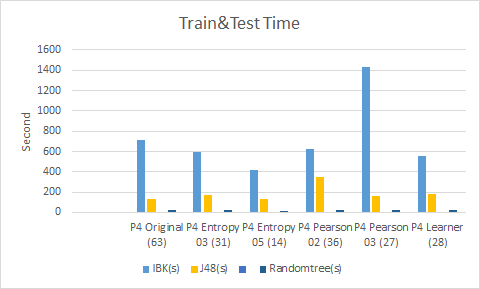 Train&Test Time
1600
1400
1200
1000
800
600
400
200
0
Second
P4 Original P4 Entropy P4 Entropy P4 Pearson P4 Pearson P4 Learner
(63) 03 (31) 05 (14) 02 (36) 03 (27) (28)
IBK(s) J48(s) Randomtree(s)